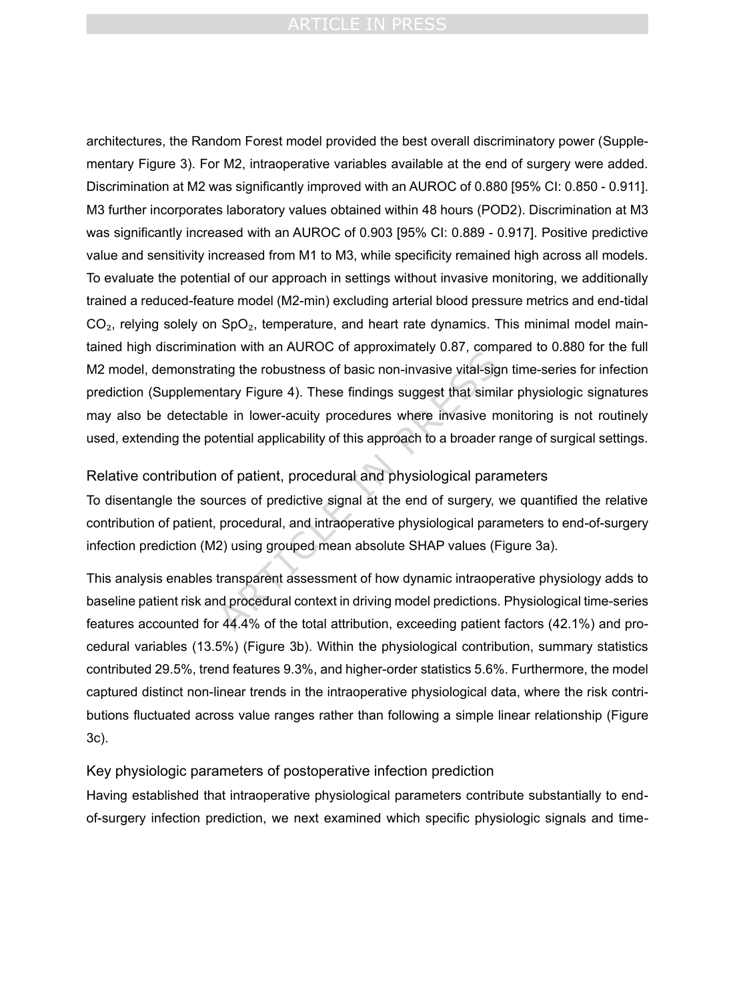 ARTICLE IN PRESS
architectures, the Random Forest model provided the best overall discriminatory power (Supple-
mentary Figure 3). For M2, intraoperative variables available at the end of surgery were added.
Discrimination at M2 was significantly improved with an AUROC of 0.880 [95% CI: 0.850 - 0.911].
M3 further incorporates laboratory values obtained within 48 hours (POD2). Discrimination at M3
was significantly increased with an AUROC of 0.903 [95% CI: 0.889 - 0.917]. Positive predictive
value and sensitivity increased from M1 to M3, while specificity remained high across all models.
To evaluate the potential of our approach in settings without invasive monitoring, we additionally
trained a reduced-feature model (M2-min) excluding arterial blood pressure metrics and end-tidal
CO₂, relying solely on SpO₂, temperature, and heart rate dynamics. This minimal model main-
tained high discrimination with an AUROC of approximately 0.87, compared to 0.880 for the full
M2 model, demonstrating the robustness of basic non-invasive vital-sign time-series for infection
prediction (Supplementary Figure 4). These findings suggest that similar physiologic signatures
may also be detectable in lower-acuity procedures where invasive monitoring is not routinely
used, extending the potential applicability of this approach to a broader range of surgical settings.
Relative contribution of patient, procedural and physiological parameters
To disentangle the sources of predictive signal at the end of surgery, we quantified the relative
contribution of patient, procedural, and intraoperative physiological parameters to end-of-surgery
infection prediction (M2) using grouped mean absolute SHAP values (Figure 3a).
This analysis enables transparent assessment of how dynamic intraoperative physiology adds to
baseline patient risk and procedural context in driving model predictions. Physiological time-series
features accounted for 44.4% of the total attribution, exceeding patient factors (42.1%) and pro-
cedural variables (13.5%) (Figure 3b). Within the physiological contribution, summary statistics
contributed 29.5%, trend features 9.3%, and higher-order statistics 5.6%. Furthermore, the model
captured distinct non-linear trends in the intraoperative physiological data, where the risk contri-
butions fluctuated across value ranges rather than following a simple linear relationship (Figure
3c).
Key physiologic parameters of postoperative infection prediction
Having established that intraoperative physiological parameters contribute substantially to end-
of-surgery infection prediction, we next examined which specific physiologic signals and time-
ARTICLE IN PRESS